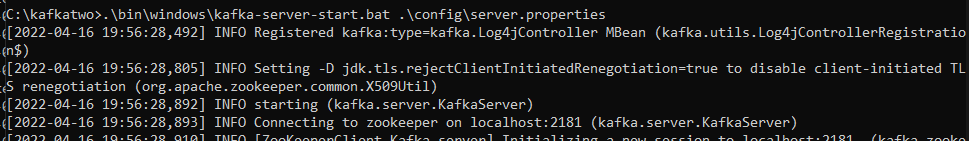 C:\kafkatwo>.\bin\windows\kafka-server-start.bat .\config\server.properties
[2022-04-16 19:56:28,492] INFO Registered kafka:type=kafka.Log4jController MBean (kafka.utils.Log4jControllerRegistratio
n$)
[2022-04-16 19:56:28,805] INFO Setting -D jdk.tls.rejectClientInitiatedRenegotiation=true to disable client-initiated TL
S renegotiation (org.apache.zookeeper.common.X509Util)
[2022-04-16 19:56:28,892] INFO starting (kafka.server.KafkaServer)
[2022-04-16 19:56:28,893] INFO Connecting to zookeeper on localhost:2181 (kafka.server.KafkaServer)
[2022-04-16 19:56:28,910] INFO [ZooKeeperClient Kafka server] Initializing a new session to localhost:2181. (kafka.zooke